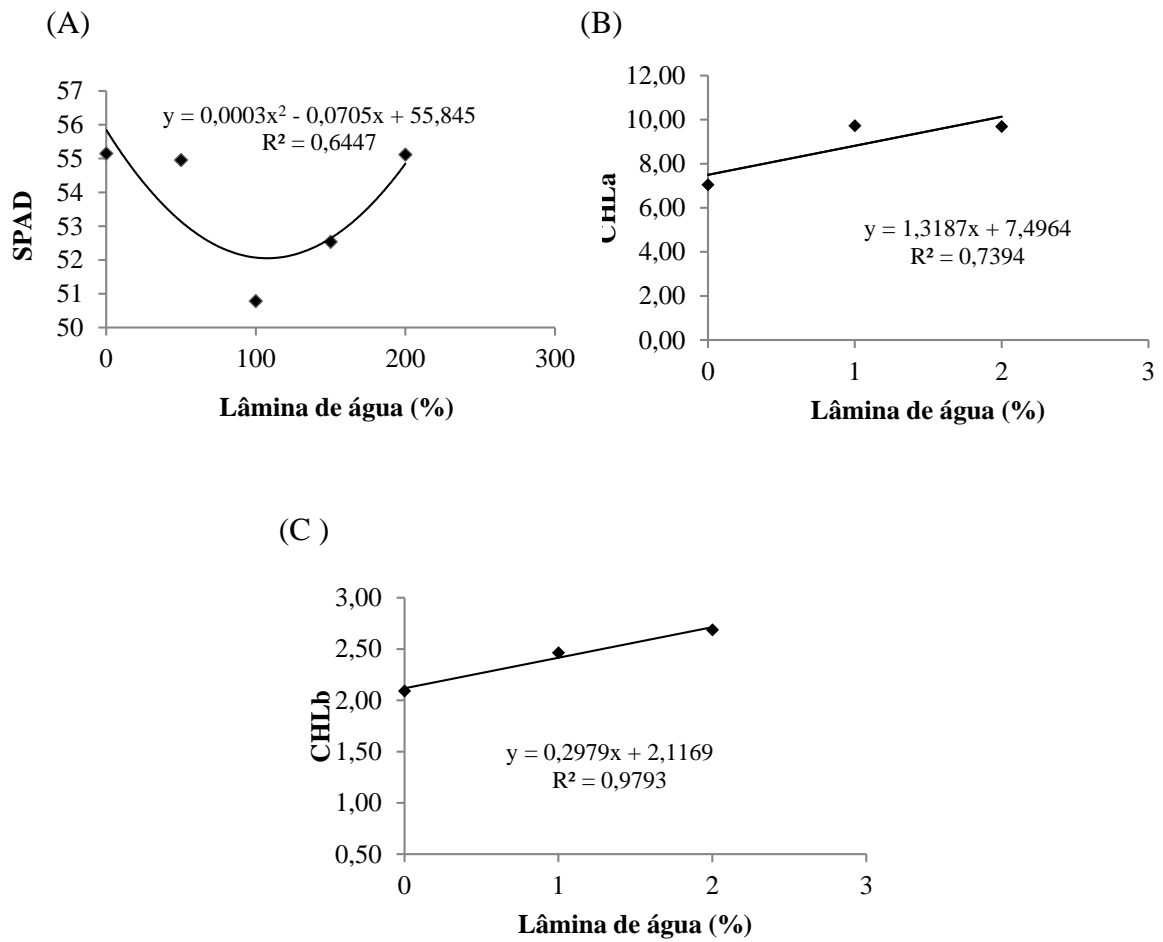 (A)
57
56
55
54
53
52
51
50
SPAD
y = 0,0003x² - 0,0705x + 55,845
R² = 0,6447
0 100 200 300
Lâmina de água (%)
(B)
12,00
10,00
8,00
6,00
4,00
2,00
0,00
CHLa
y = 1,3187x + 7,4964
R² = 0,7394
0 1 2 3
Lâmina de água (%)
(C )
3,00
2,50
2,00
1,50
1,00
0,50
CHLb
y = 0,2979x + 2,1169
R² = 0,9793
0 1 2 3
Lâmina de água (%)